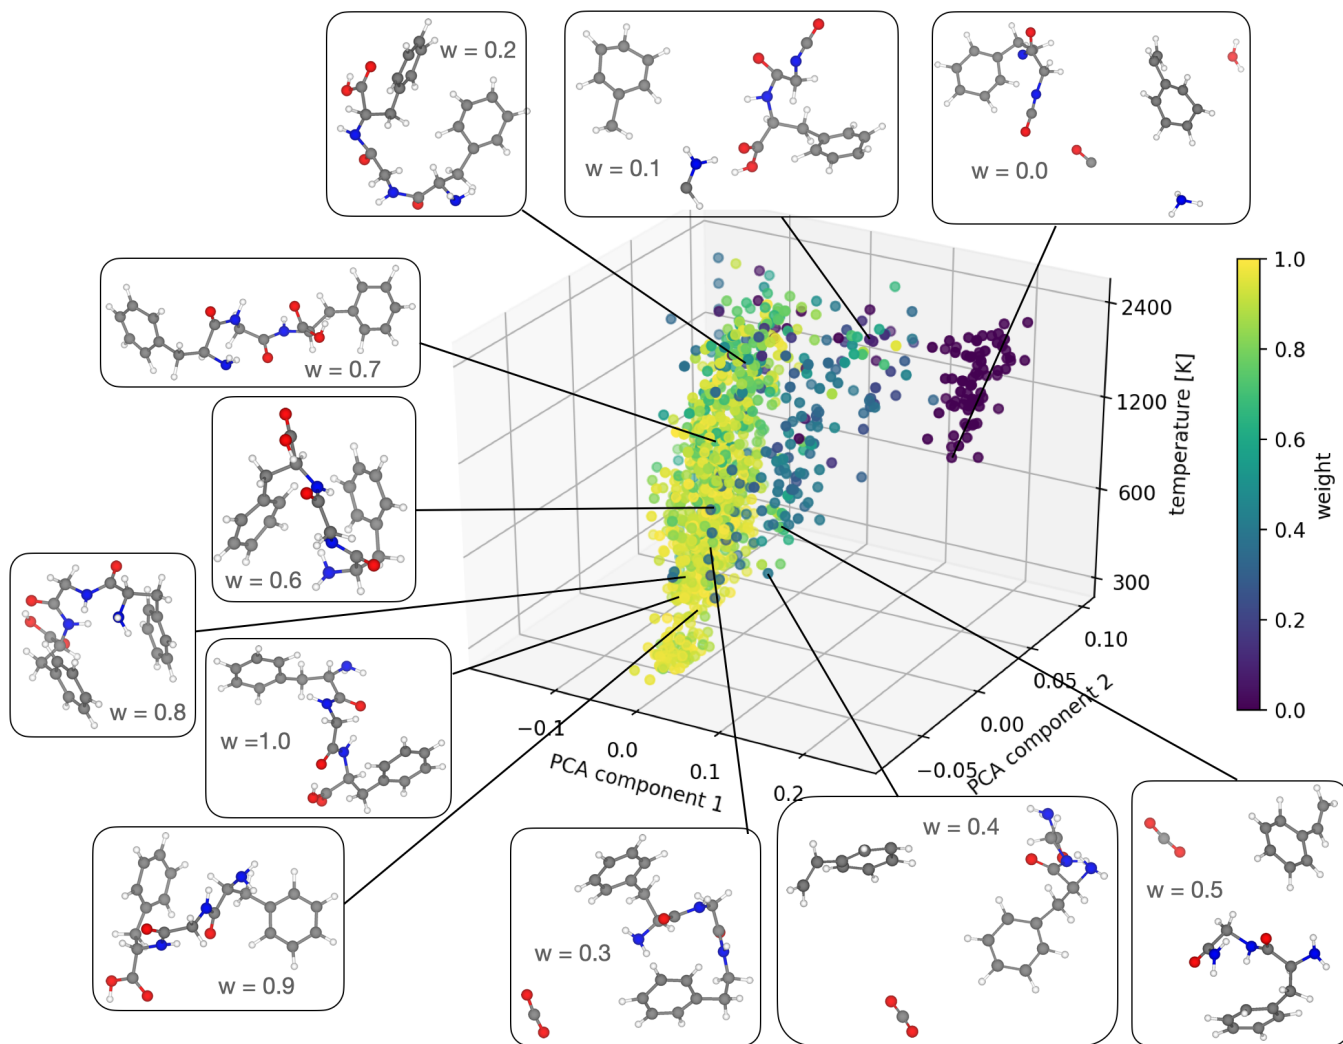 w = 0.2
w = 0.1
w = 0.0
w = 0.7
w = 0.6
w = 0.8
w =1.0
w = 0.9
w = 0.3
w = 0.4
w = 0.5
2400
1200
600
300
temperature [K]
0.10
0.05
0.00
−0.05
PCA component 2
−0.1
0.0
0.1
0.2
PCA component 1
1.0
0.8
0.6
0.4
0.2
0.0
weight